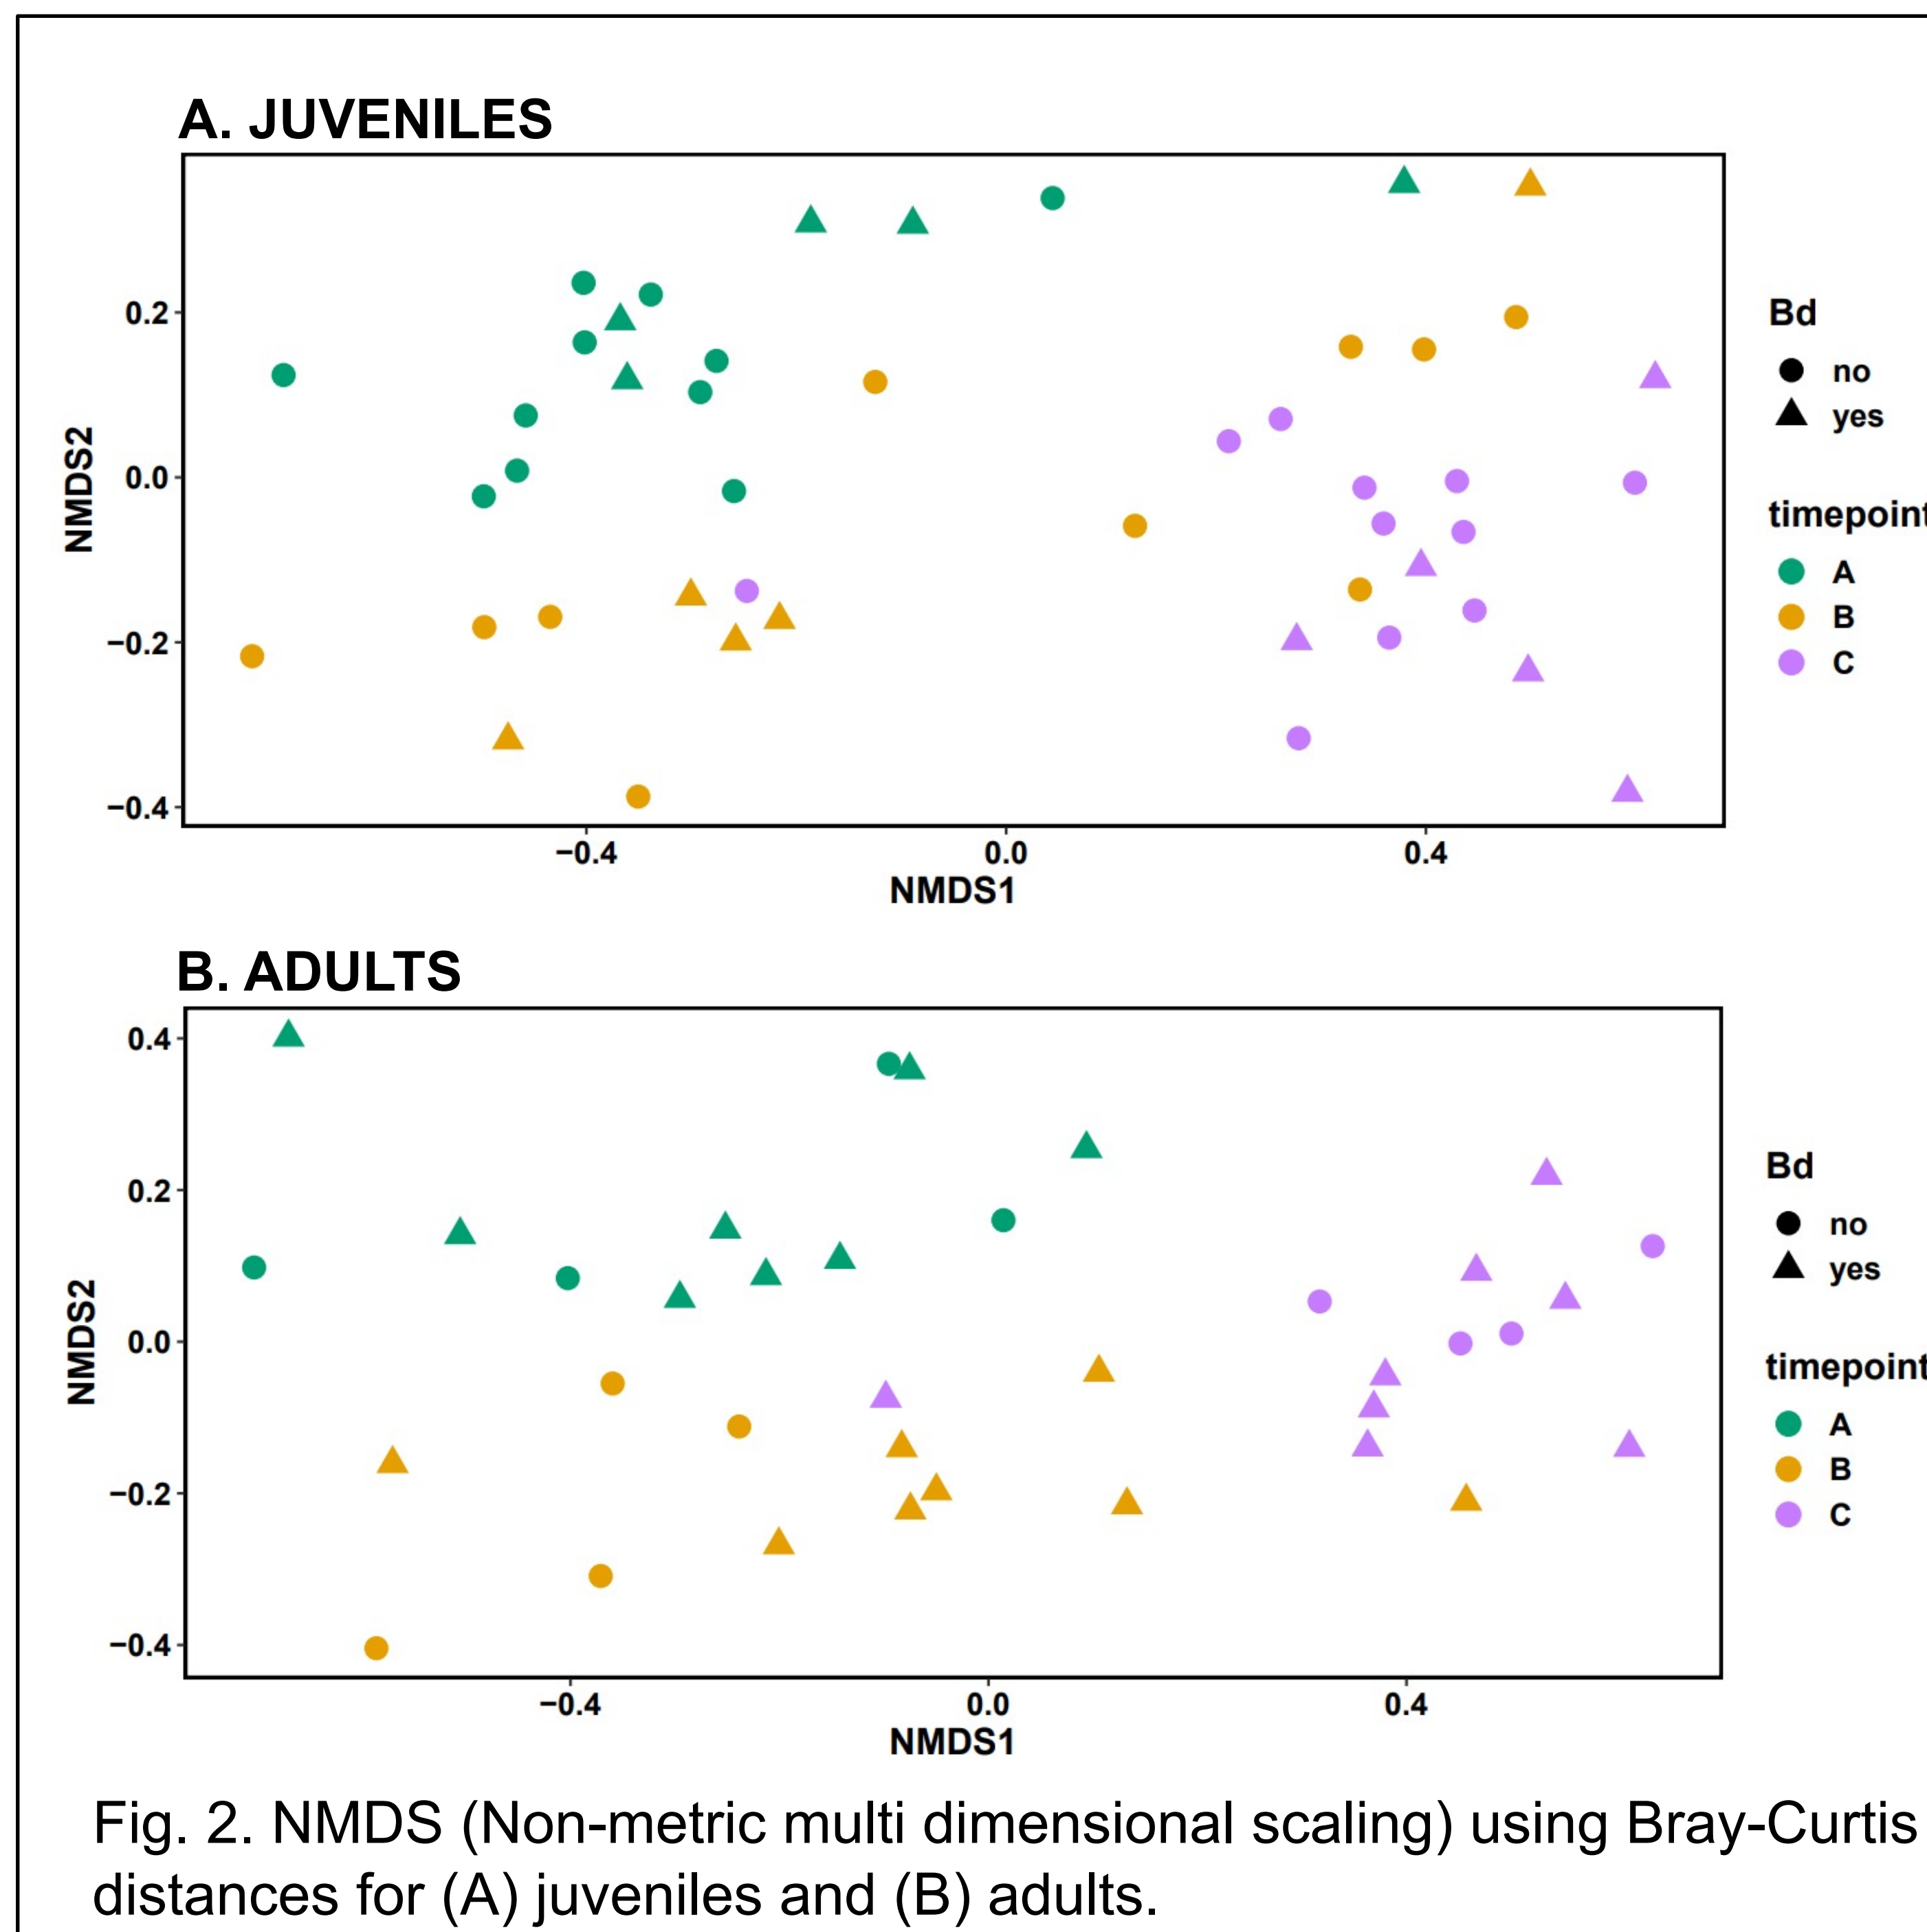 A. JUVENILES
0.2
0.0
−0.2
−0.4
NMDS2
−0.4 0.0 0.4
NMDS1
Bd
no
yes
timepoint
A
B
C
B. ADULTS
0.4
0.2
0.0
−0.2
−0.4
NMDS2
−0.4 0.0 0.4
NMDS1
Bd
no
yes
timepoint
A
B
C
Fig. 2. NMDS (Non-metric multi dimensional scaling) using Bray-Curtis
distances for (A) juveniles and (B) adults.